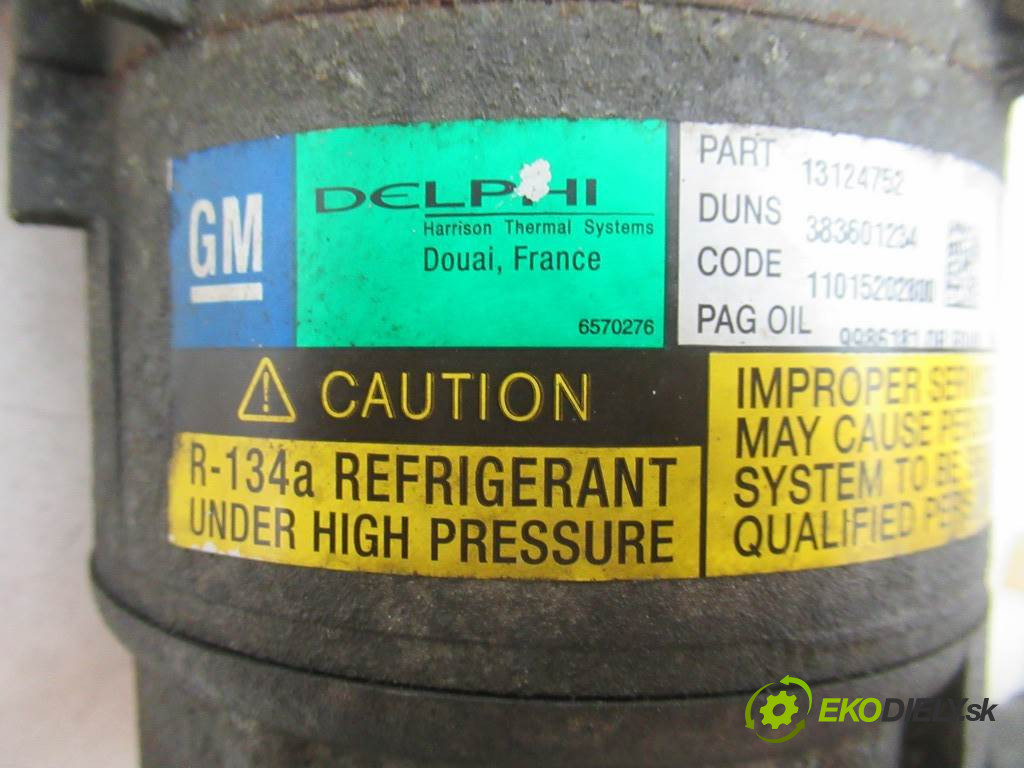 GM
DELPHI
Harrison Thermal Systems
Douai, France
6570276
PART 13124752
DUNS 383601234
CODE
PAG OIL 9986181
CAUTION
R-134a REFRIGERANT
UNDER HIGH PRESSURE
IMPROPER
MAY CAUSE
SYSTEM TO BE
QUALIFIED
EKODIELY.sk